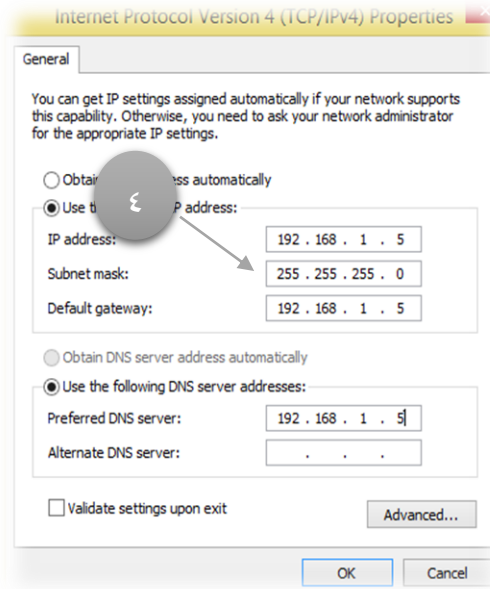 Internet Protocol Version 4 (TCP/IPv4) Properties
General
You can get IP settings assigned automatically if your network supports
this capability. Otherwise, you need to ask your network administrator
for the appropriate IP settings.
automatically
Use address:
٤
IP address: 192 . 168 . 1 . 5
Subnet mask: 255 . 255 . 255 . 0
Default gateway: 192 . 168 . 1 . 5
Obtain DNS server address automatically
Use the following DNS server addresses:
Preferred DNS server: 192 . 168 . 1 . 5
Alternate DNS server: . . .
Validate settings upon exit
Advanced...
OK Cancel